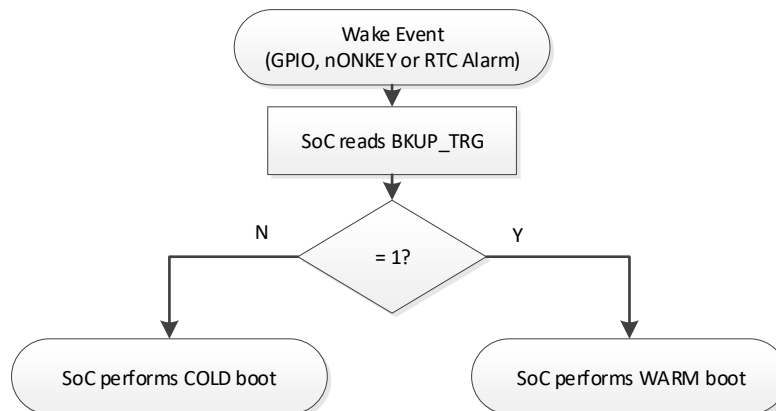 Wake Event
(GPIO, nONKEY or RTC Alarm)
SoC reads BKUP_TRG
N
Y
= 1?
SoC performs COLD boot
SoC performs WARM boot